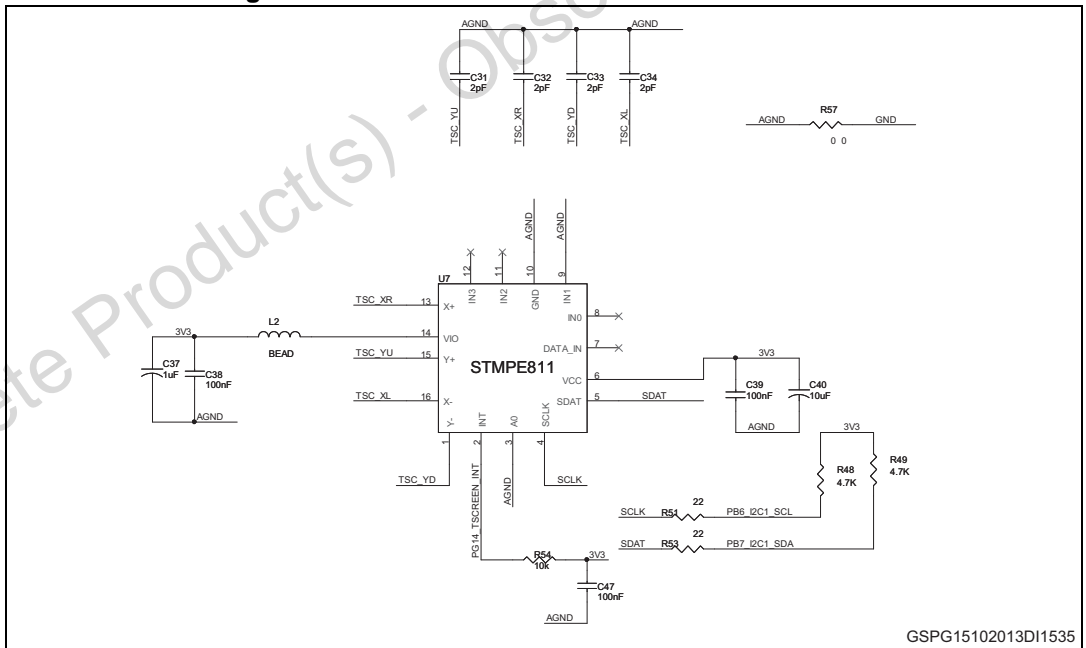 AGND AGND
C31 2pF
C32 2pF
C33 2pF
C34 2pF
TSC_YU
TSC_XR
TSC_YD
TSC_XL
R57
AGND GND
0 0
AGND
AGND
U7
12
11
10
9
IN3
IN2
GND
IN1
TSC_XR 13 X+
IN0 8
L2
3V3
14 VIO
BEAD
DATA_IN 7
TSC_YU 15 Y+
STMPE811
C37
1uF
C38
100nF
AGND
VCC 6
3V3
TSC_XL 16 X-
SDAT 5 SDAT
C39
100nF
C40
10uF
AGND
Y-
INT
A0
SCLK
1
2
3
4
TSC_YD
PG14_TSCREEN_INT
AGND
SCLK
3V3
R48
4.7K
R49
4.7K
22
SCLK R51 PB6_I2C1_SCL
22
SDAT R53 PB7_I2C1_SDA
R54
10k
3V3
C47
100nF
AGND
GSPG15102013DI1535
ete Product(s) - Obso